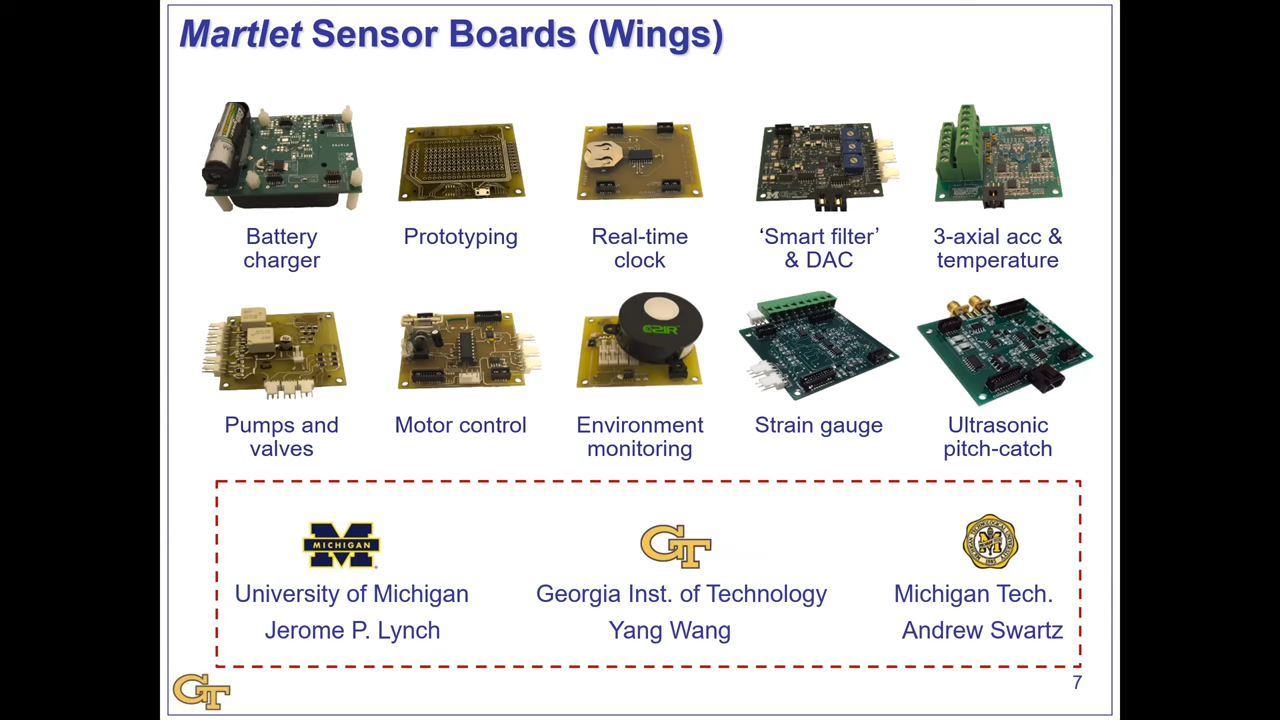 Martlet Sensor Boards (Wings)
Battery
charger
Prototyping
Real-time
clock
‘Smart filter’
& DAC
3-axial acc &
temperature
Pumps and
valves
Motor control
Environment
monitoring
Strain gauge
Ultrasonic
pitch-catch
MICHIGAN
GT
University of Michigan
Georgia Inst. of Technology
Michigan Tech.
Jerome P. Lynch
Yang Wang
Andrew Swartz
GT
7